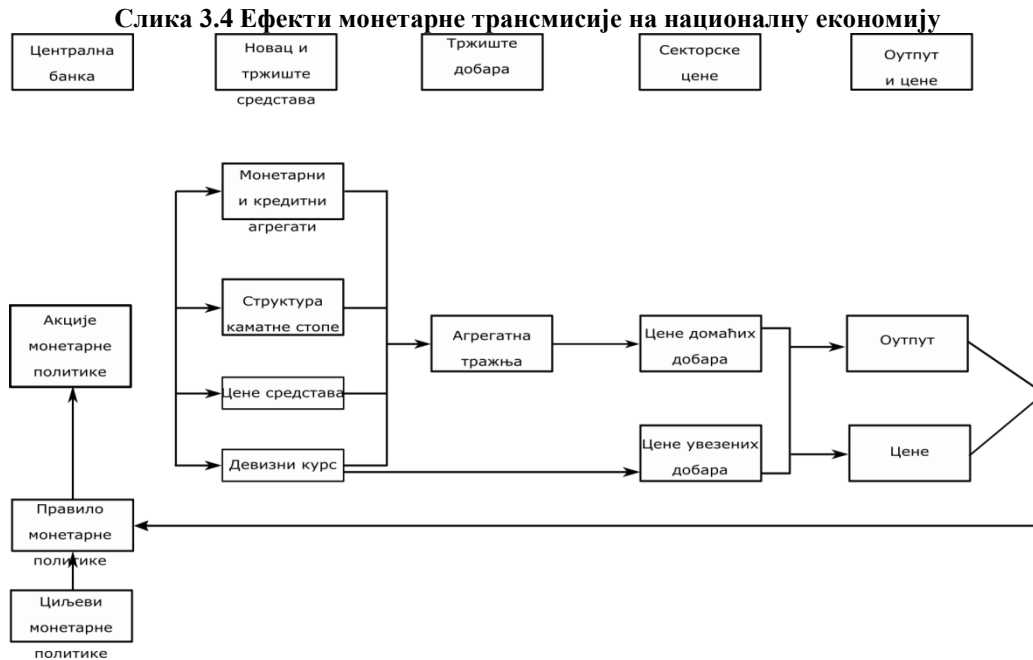 Слика 3.4 Ефекти монетарне трансмисије на националну економију
Централна
банка
Новац и
тржиште
средстава
Тржиште
добара
Секторске
цене
Оутпут
и цене
Монетарни
и кредитни
агрегати
Структура
каматне стопе
Акције
монетарне
политике
Агрегатна
тражња
Цене домаћих
добара
Оутпут
Цене средстава
Девизни курс
Цене увезених
добара
Цене
Правило
монетарне
политике
Циљеви
монетарне
политике